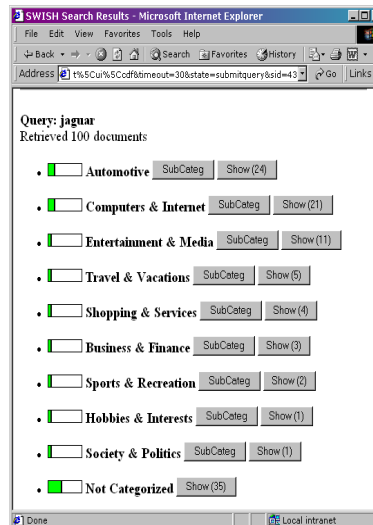 SWISH Search Results - Microsoft Internet Explorer
File Edit View Favorites Tools Help
Back Search Favorites History
Address t%5Cui%5Ccdf&timeout=30&state=submitquery&sid=43 Go Links
Query: jaguar
Retrieved 100 documents
Automotive SubCateg Show (24)
Computers & Internet SubCateg Show (21)
Entertainment & Media SubCateg Show (11)
Travel & Vacations SubCateg Show (5)
Shopping & Services SubCateg Show (4)
Business & Finance SubCateg Show (3)
Sports & Recreation SubCateg Show (2)
Hobbies & Interests SubCateg Show (1)
Society & Politics SubCateg Show (1)
Not Categorized Show (35)
Done Local intranet